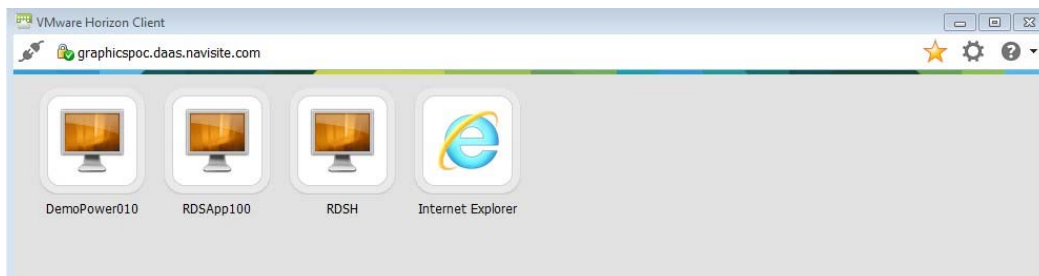 VMware Horizon Client
graphicspoc.daas.navisite.com
DemoPower010 RDSApp100 RDSH Internet Explorer